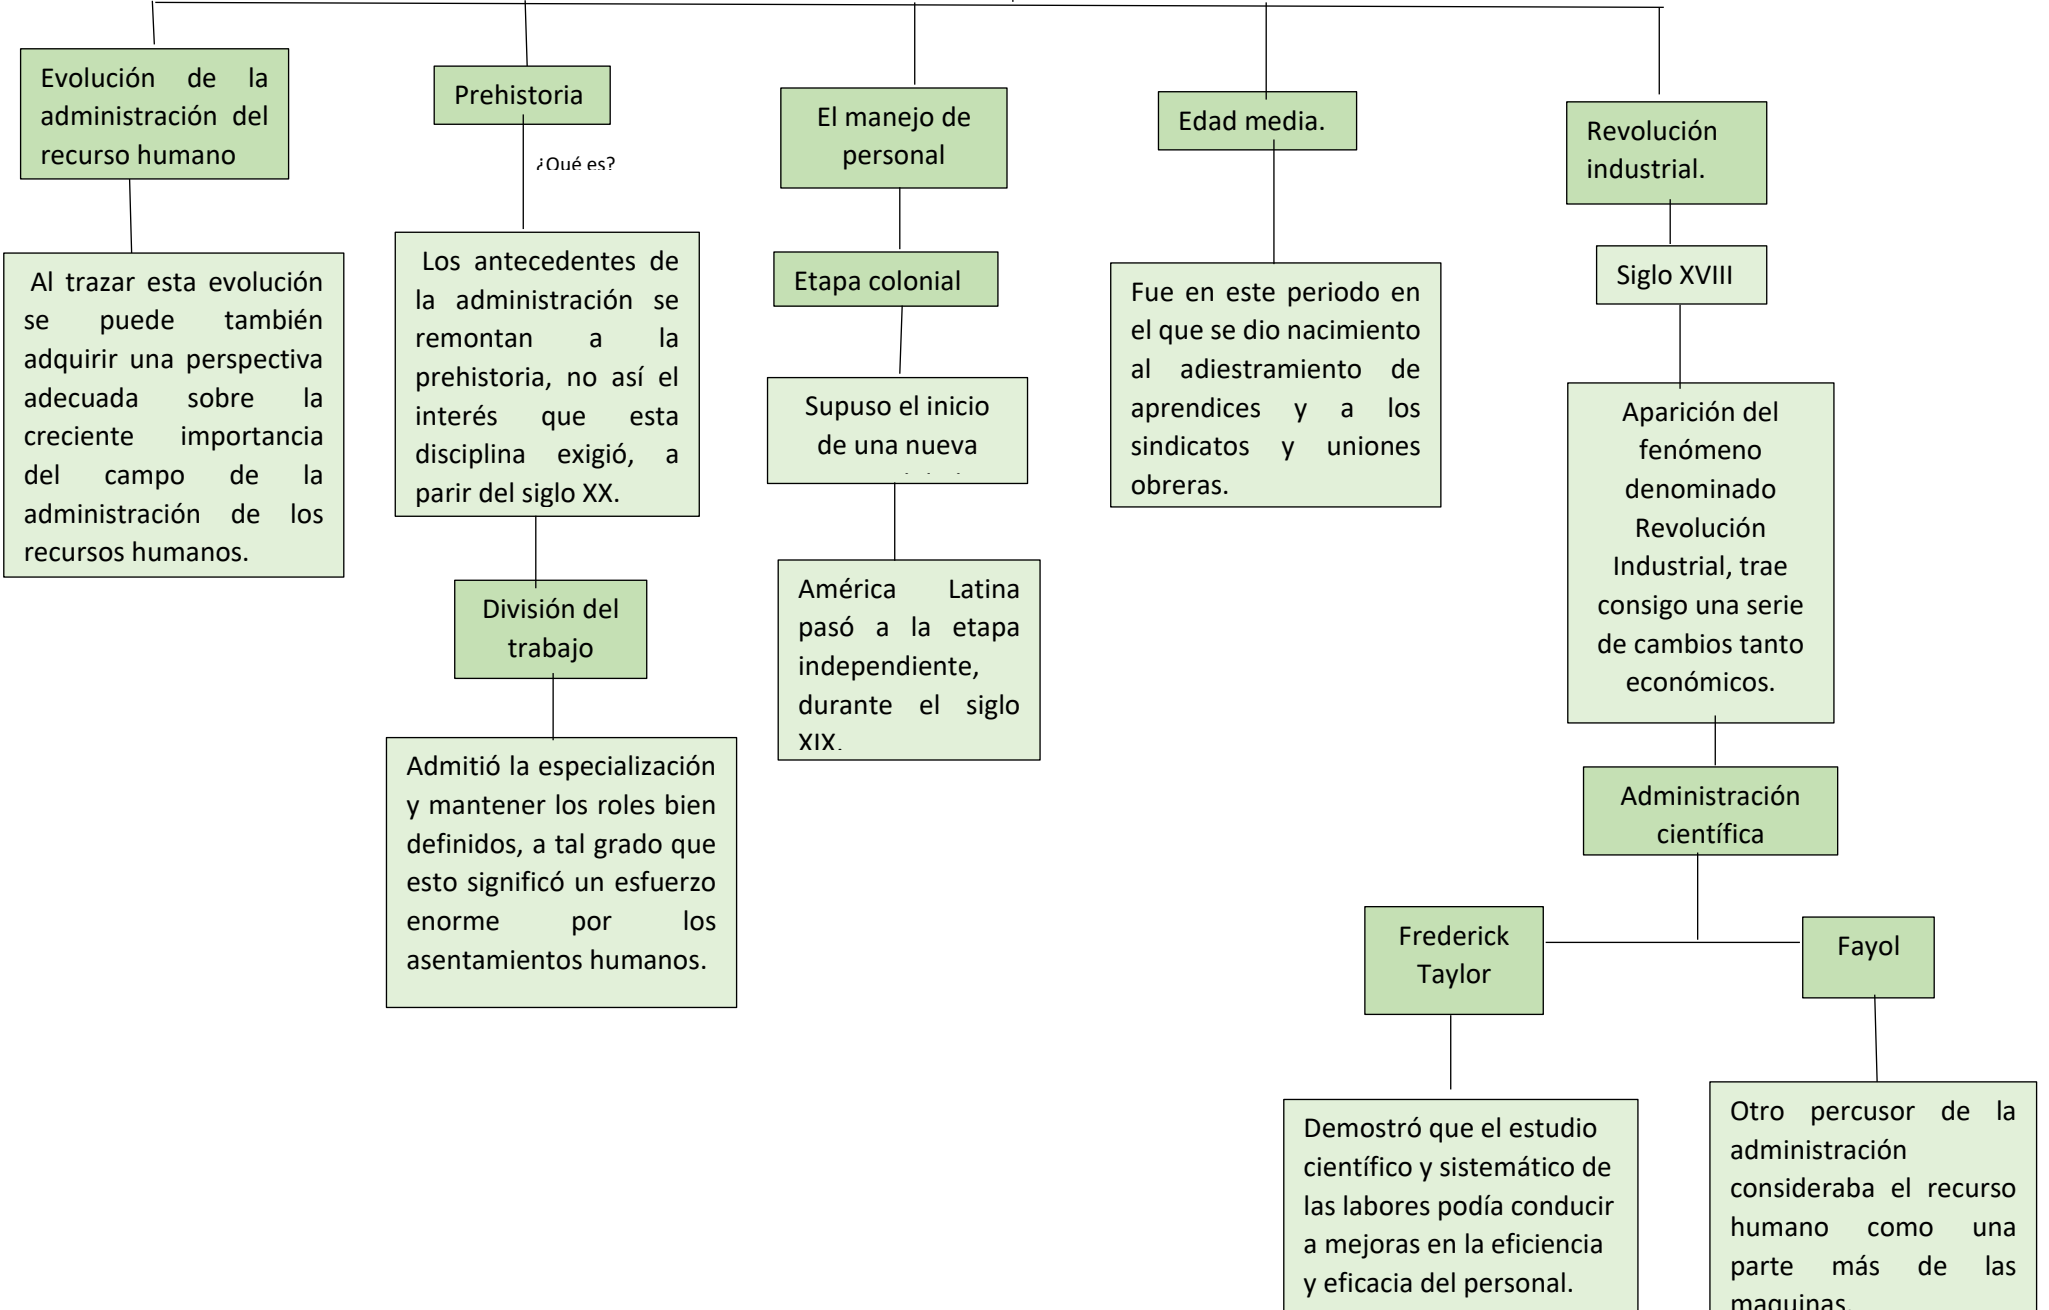 Evolución de la
administración del
recurso humano
Al trazar esta evolución
se puede también
adquirir una perspectiva
adecuada sobre la
creciente importancia
del campo de la
administración de los
recursos humanos.
Prehistoria
¿Qué es?
Los antecedentes de
la administración se
remontan a la
prehistoria, no así el
interés que esta
disciplina exigió, a
parir del siglo XX.
División del
trabajo
Admitió la especialización
y mantener los roles bien
definidos, a tal grado que
esto significó un esfuerzo
enorme por los
asentamientos humanos.
El manejo de
personal
Etapa colonial
Supuso el inicio
de una nueva
América Latina
pasó a la etapa
independiente,
durante el siglo
XIX.
Edad media.
Fue en este periodo en
el que se dio nacimiento
al adiestramiento de
aprendices y a los
sindicatos y uniones
obreras.
Revolución
industrial.
Siglo XVIII
Aparición del
fenómeno
denominado
Revolución
Industrial, trae
consigo una serie
de cambios tanto
económicos.
Administración
científica
Frederick
Taylor
Demostró que el estudio
científico y sistemático de
las labores podía conducir
a mejoras en la eficiencia
y eficacia del personal.
Fayol
Otro percusor de la
administración
consideraba el recurso
humano como una
parte más de las
maquinas.